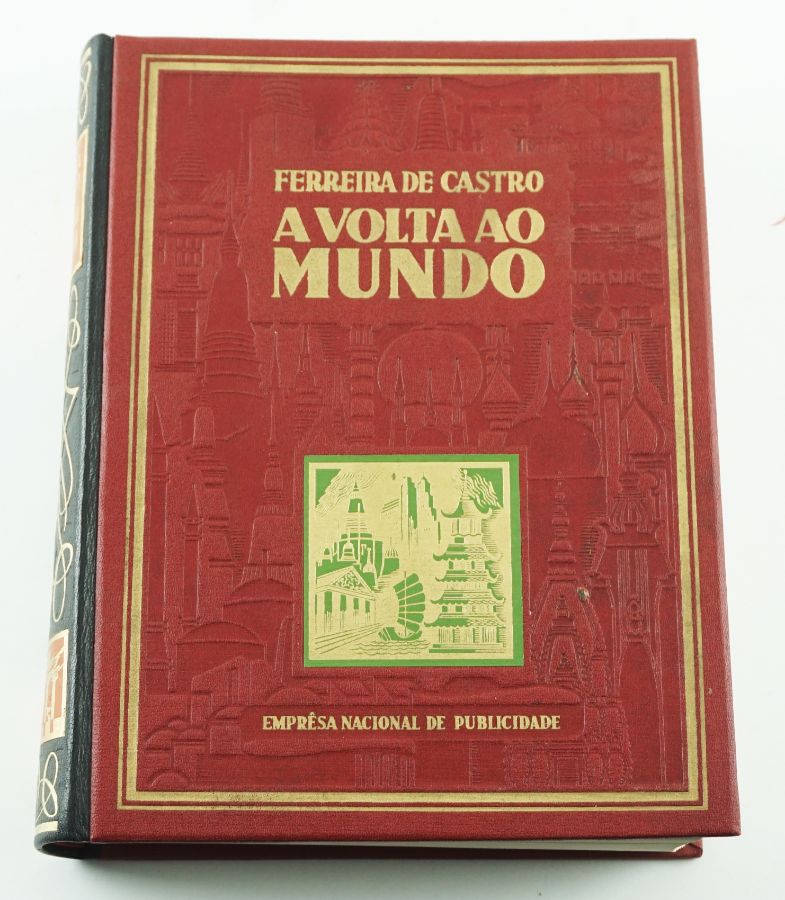 FERREIRA DE CASTRO
A VOLTA AO
MUNDO
EMPRÊSA NACIONAL DE PUBLICIDADE